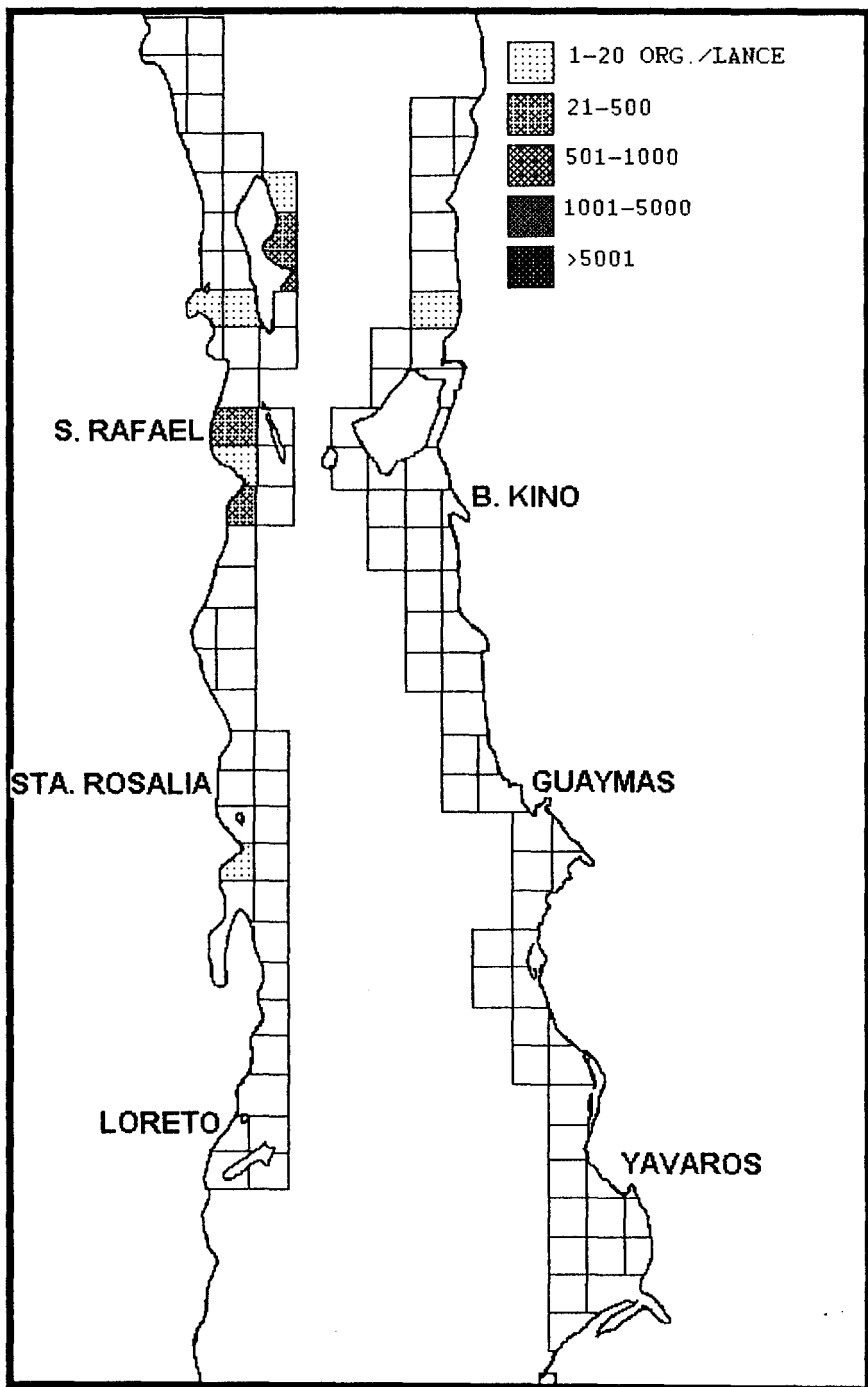 1-20 ORG./LANCE
21-500
501-1000
1001-5000
>5001
S. RAFAEL
B. KINO
STA. ROSALIA
GUAYMAS
LORETO
YAVAROS